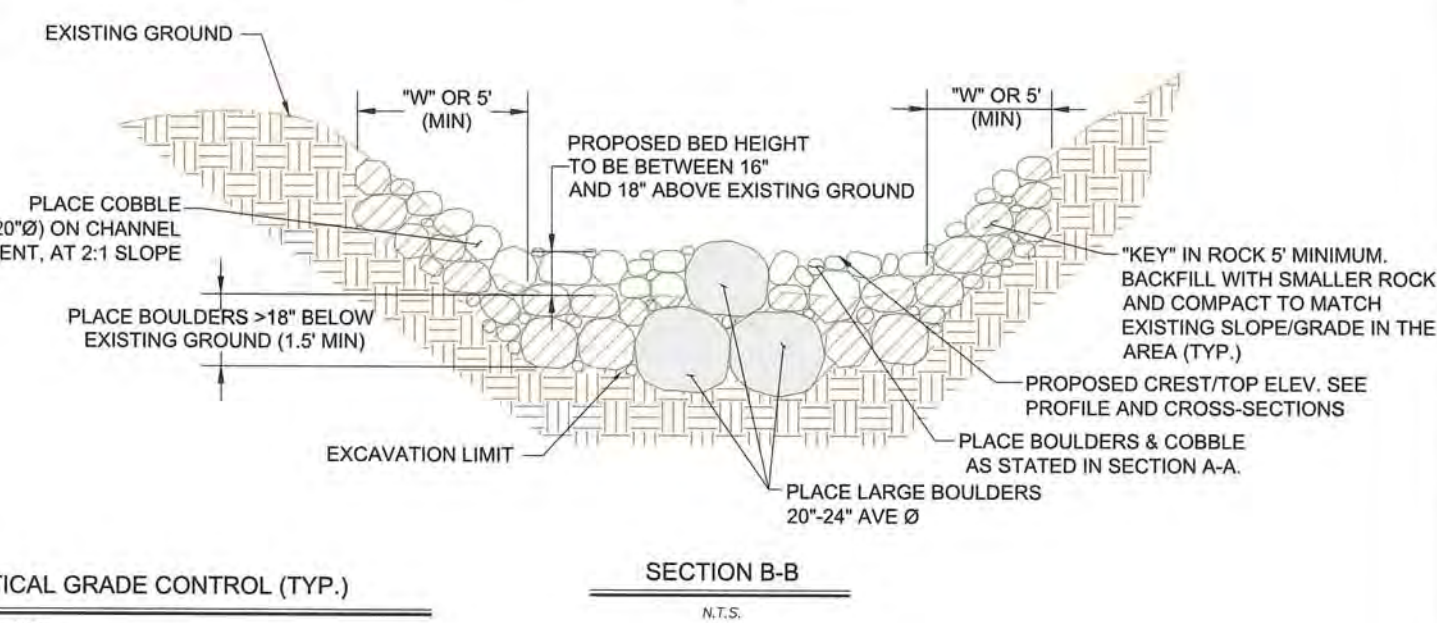 EXISTING GROUND
"W" OR 5'
(MIN)
"W" OR 5'
(MIN)
PROPOSED BED HEIGHT
TO BE BETWEEN 16"
AND 18" ABOVE EXISTING GROUND
PLACE COBBLE
20"Ø) ON CHANNEL
ENT, AT 2:1 SLOPE
PLACE BOULDERS >18" BELOW
EXISTING GROUND (1.5' MIN)
"KEY" IN ROCK 5' MINIMUM.
BACKFILL WITH SMALLER ROCK
AND COMPACT TO MATCH
EXISTING SLOPE/GRADE IN THE
AREA (TYP.)
PROPOSED CREST/TOP ELEV. SEE
PROFILE AND CROSS-SECTIONS
EXCAVATION LIMIT
PLACE BOULDERS & COBBLE
AS STATED IN SECTION A-A.
PLACE LARGE BOULDERS
20"-24" AVE Ø
TICAL GRADE CONTROL (TYP.)
SECTION B-B
N.T.S.